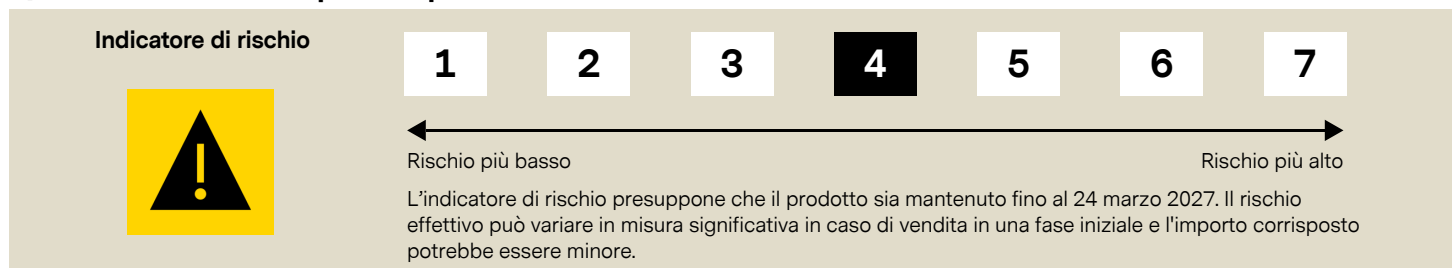 Indicatore di rischio
1 2 3 4 5 6 7
Rischio più basso Rischio più alto
L'indicatore di rischio presuppone che il prodotto sia mantenuto fino al 24 marzo 2027. Il rischio
effettivo può variare in misura significativa in caso di vendita in una fase iniziale e l'importo corrisposto
potrebbe essere minore.